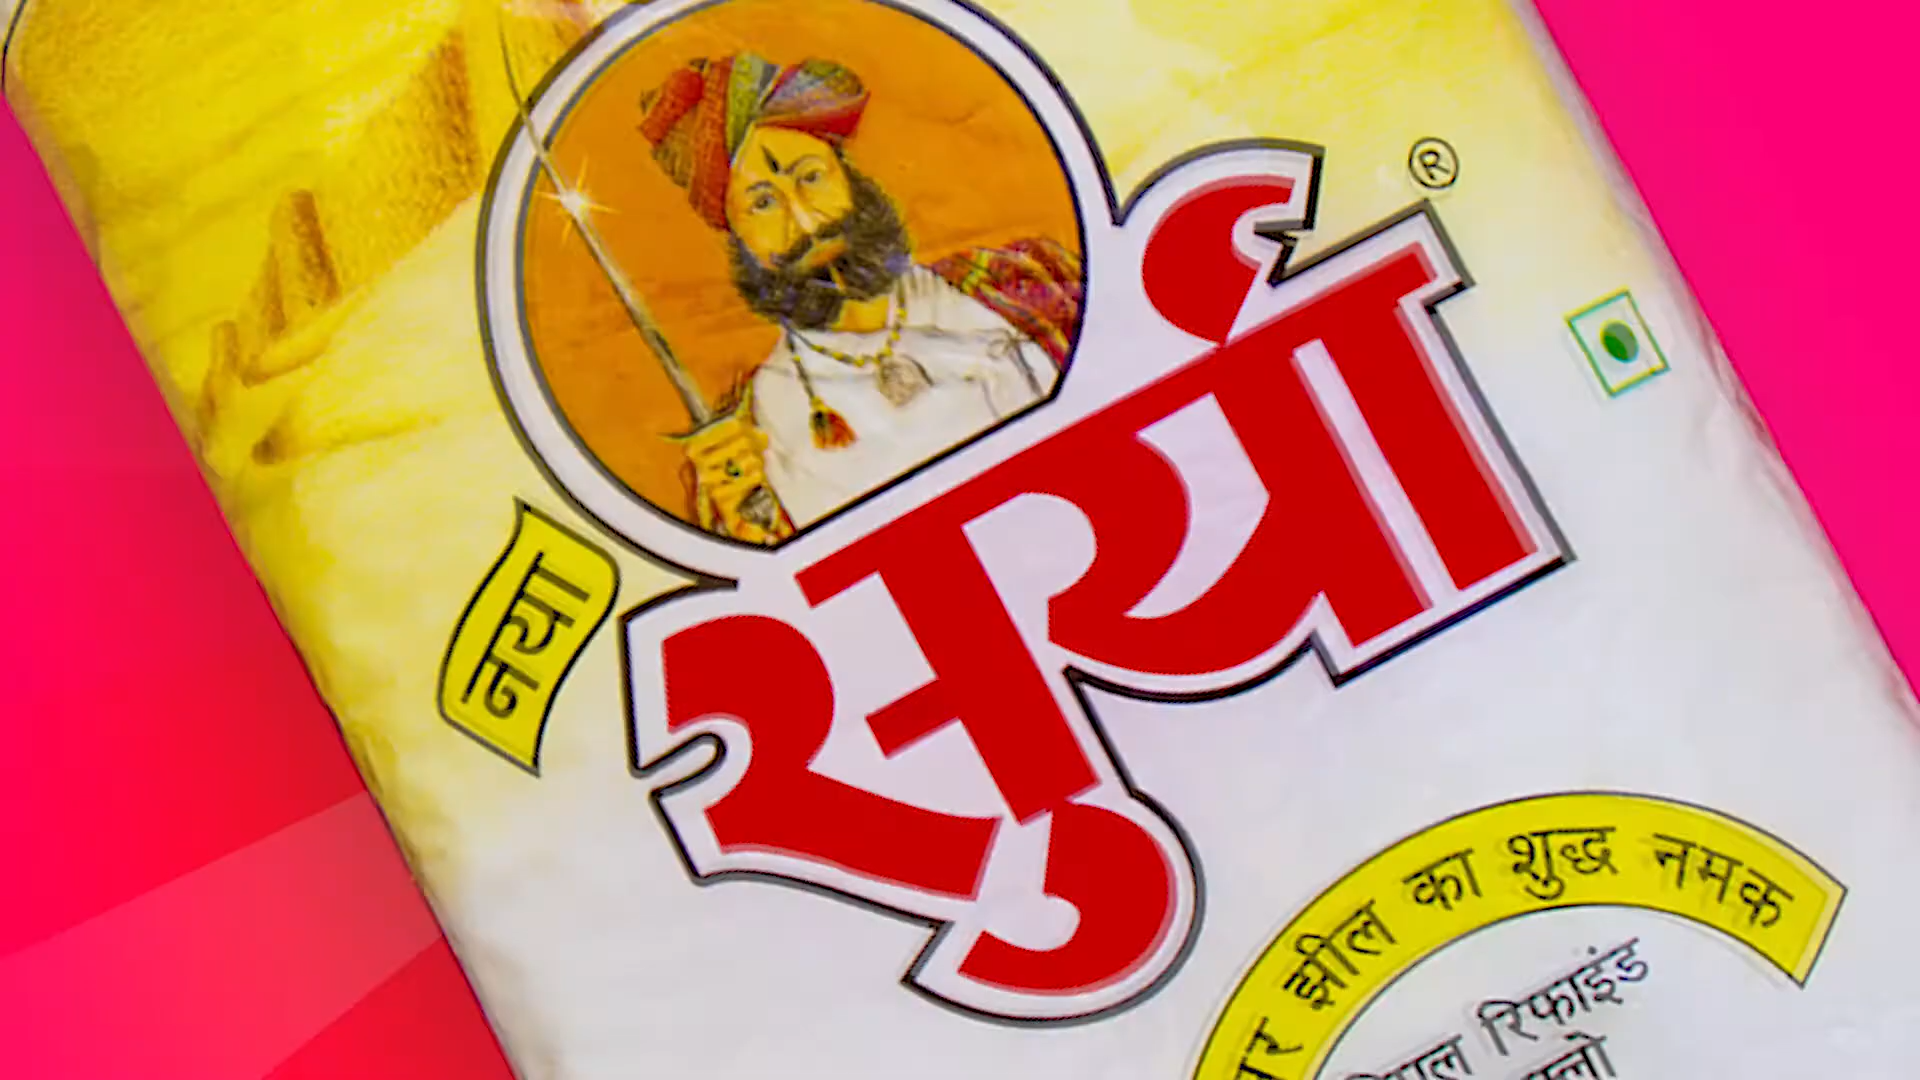 नया
सुर्या ®
झील का शुद्ध नमक
रिफाइंड